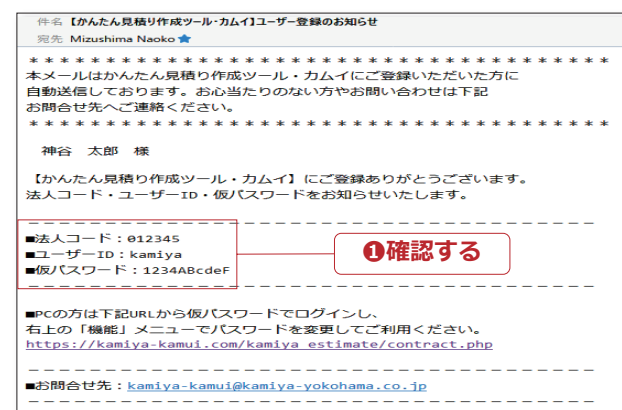 件名 【かんたん見積り作成ツール・カムイ】ユーザー登録のお知らせ
宛先 Mizushima Naoko
＊＊＊＊＊＊＊＊＊＊＊＊＊＊＊＊＊＊＊＊＊＊＊＊＊＊＊＊＊＊＊＊＊＊＊＊＊＊
本メールはかんたん見積り作成ツール・カムイにご登録いただいた方に
自動送信しております。お心当たりのない方やお問い合わせは下記
お問合せ先へご連絡ください。
＊＊＊＊＊＊＊＊＊＊＊＊＊＊＊＊＊＊＊＊＊＊＊＊＊＊＊＊＊＊＊＊＊＊＊＊＊＊
神谷　太郎　様
【かんたん見積り作成ツール・カムイ】にご登録ありがとうございます。
法人コード・ユーザーID・仮パスワードをお知らせいたします。
－－－－－－－－－－－－－－－－－－－－－－－－－－－－－－－－－－－－－
■法人コード：012345
■ユーザーID：kamiya
■仮パスワード：1234ABcdeF
❶確認する
－－－－－－－－－－－－－－－－－－－－－－－－－－－－－－－－－－－－－
■PCの方は下記URLから仮パスワードでログインし、
右上の「機能」メニューでパスワードを変更してご利用ください。
https://kamiya-kamui.com/kamiya_estimate/contract.php
－－－－－－－－－－－－－－－－－－－－－－－－－－－－－－－－－－－－－
■お問合せ先：kamiya-kamui@kamiya-yokohama.co.jp
－－－－－－－－－－－－－－－－－－－－－－－－－－－－－－－－－－－－－